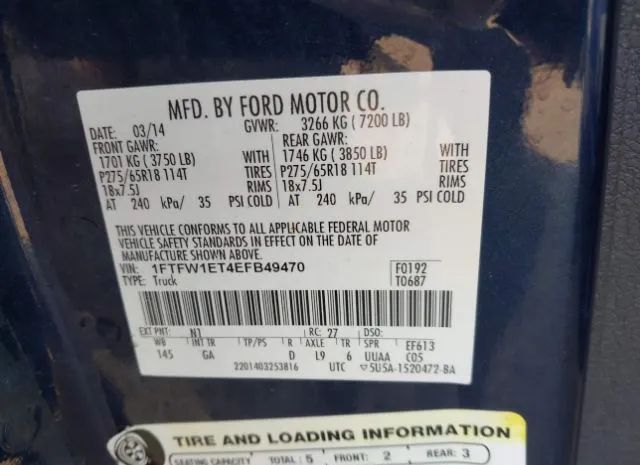 MFD. BY FORD MOTOR CO.
DATE: 03/14 GVWR: 3266 KG ( 7200 LB)
FRONT GAWR: REAR GAWR:
1701 KG ( 3750 LB) WITH 1746 KG ( 3850 LB) WITH
P275/65R18 114T TIRES P275/65R18 114T TIRES
18x7.5J RIMS 18x7.5J RIMS
AT 240 kPa/ 35 PSI COLD AT 240 kPa/ 35 PSI COLD
THIS VEHICLE CONFORMS TO ALL APPLICABLE FEDERAL MOTOR
VEHICLE SAFETY STANDARDS IN EFFECT ON THE DATE OF
MANUFACTURE SHOWN ABOVE.
VIN: 1FTFW1ET4EFB49470 F0192
TYPE: Truck T0687
EXT PNT: N1 RC: 27 DSO:
WB INT TR TP/PS R AXLE TR SPR EF613
145 GA D L9 6 UUAA C05
2201403253816 UTC 5U5A-1520472-BA
TIRE AND LOADING INFORMATION
SEATING CAPACITY TOTAL: 5 FRONT: 2 REAR: 3